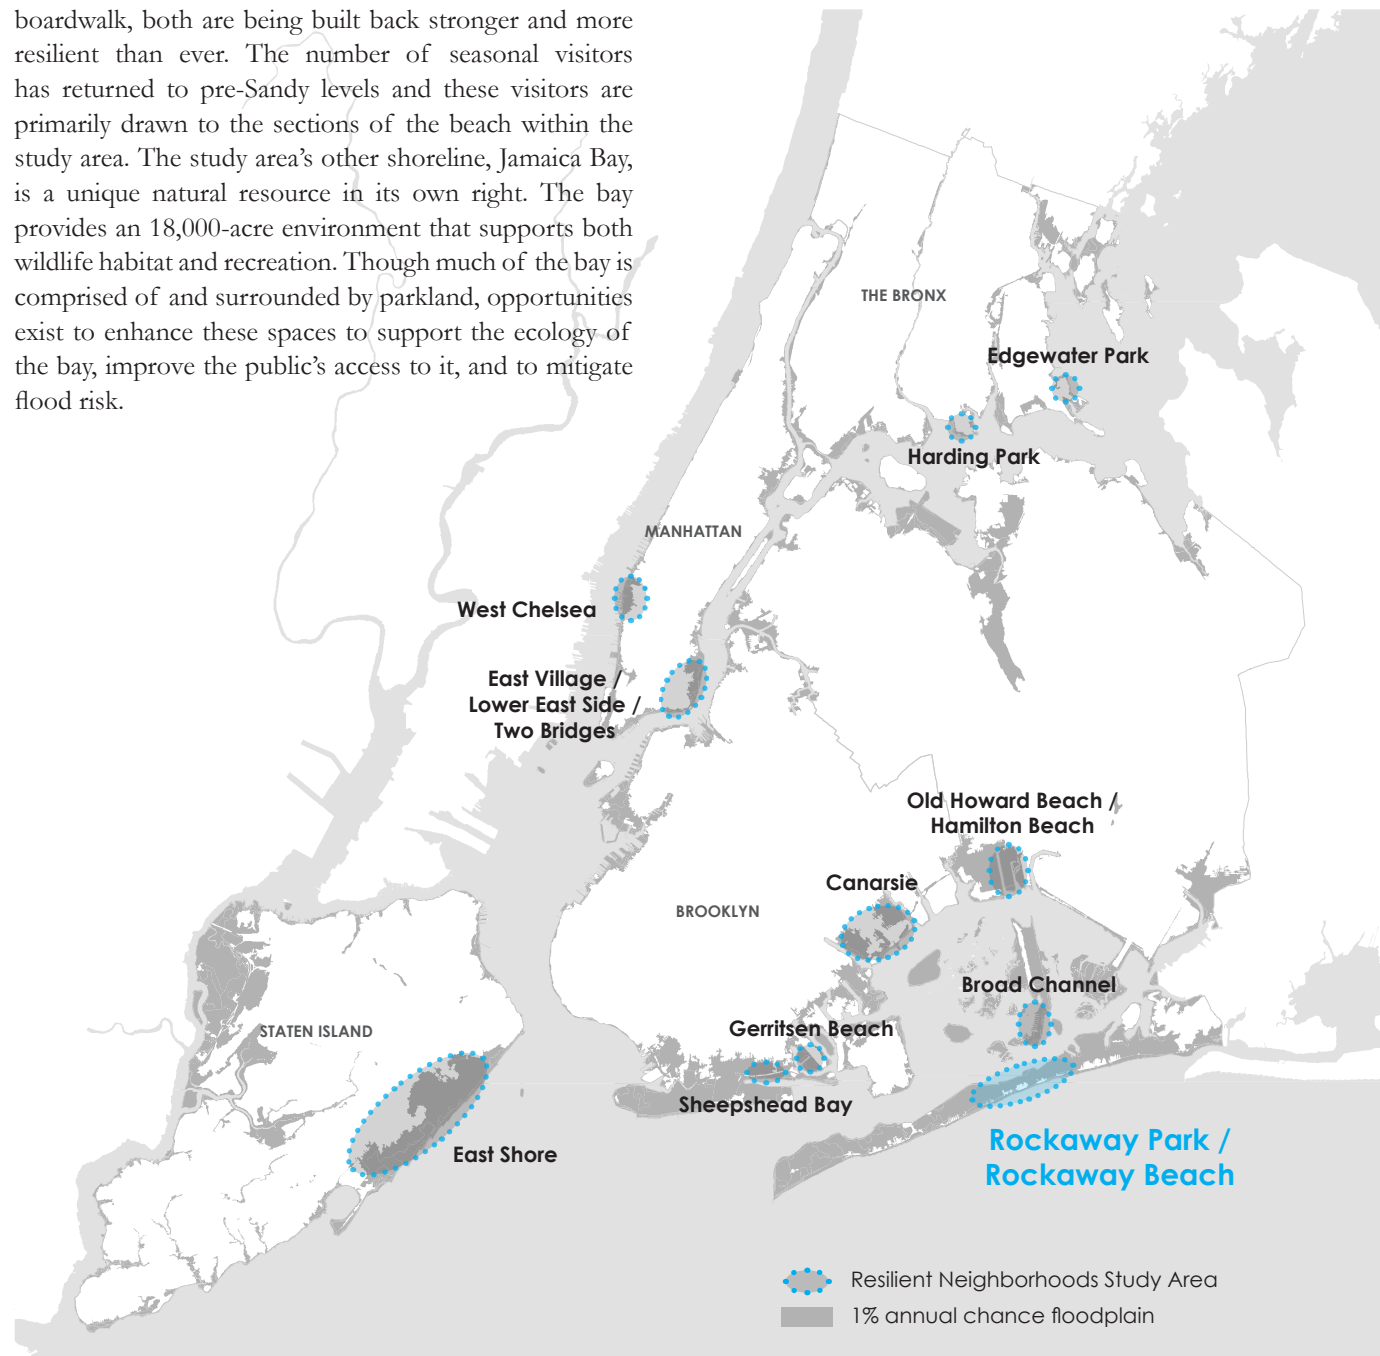 boardwalk, both are being built back stronger and more
resilient than ever. The number of seasonal visitors
has returned to pre-Sandy levels and these visitors are
primarily drawn to the sections of the beach within the
study area. The study area’s other shoreline, Jamaica Bay,
is a unique natural resource in its own right. The bay
provides an 18,000-acre environment that supports both
wildlife habitat and recreation. Though much of the bay is
comprised of and surrounded by parkland, opportunities
exist to enhance these spaces to support the ecology of
the bay, improve the public’s access to it, and to mitigate
flood risk.
THE BRONX
Edgewater Park
Harding Park
MANHATTAN
West Chelsea
East Village /
Lower East Side /
Two Bridges
Old Howard Beach /
Hamilton Beach
Canarsie
BROOKLYN
Broad Channel
Gerritsen Beach
STATEN ISLAND
Sheepshead Bay
East Shore
Rockaway Park /
Rockaway Beach
Resilient Neighborhoods Study Area
1% annual chance floodplain